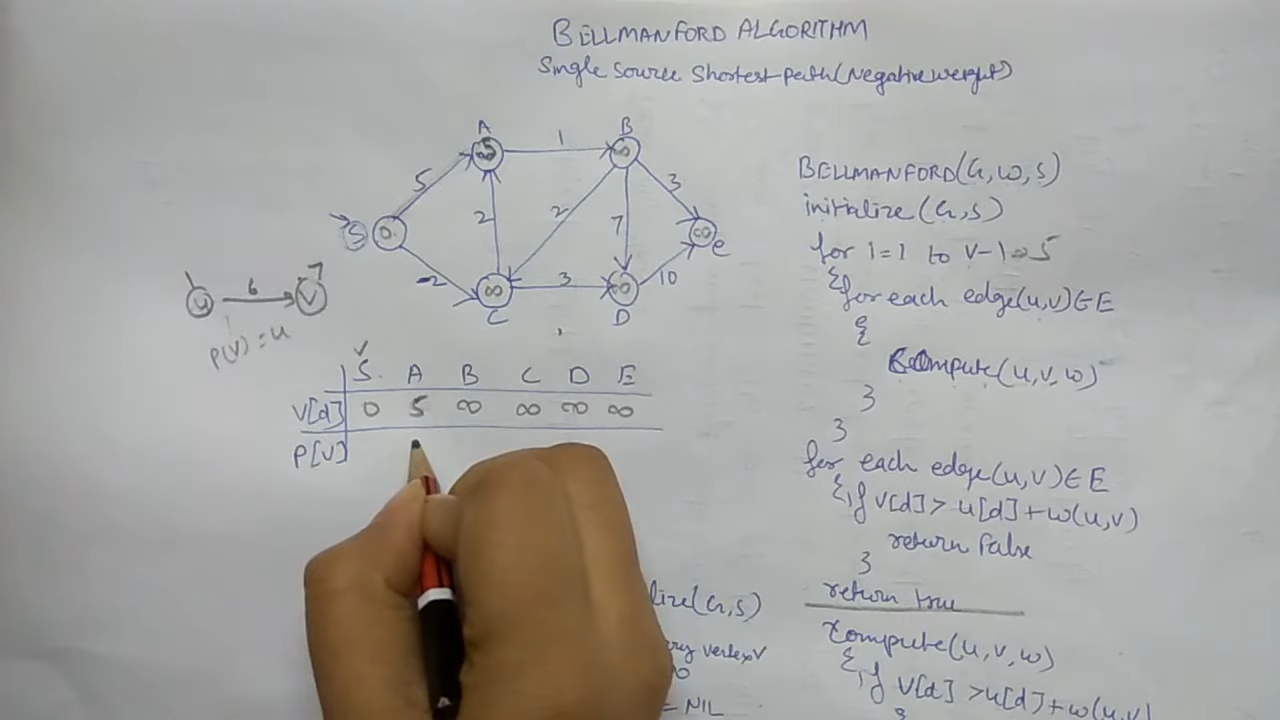 BELLMANFORD ALGORITHM
Single Source Shortest path (Negative weight)
A 1 B
5 2 2 7 3
S 0 ∞ e
-2 ∞ 3 ∞ 10
C D
u 6 v 7
P(V) = u
S A B C D E
V[d] 0 5 ∞ ∞ ∞ ∞
P[V]
BELLMANFORD(G, w, s)
initialize (G, s)
for i=1 to v-1 = 5
{for each edge(u,v) ∈ E
{
Compute(u, v, w)
}
}
for each edge(u,v) ∈ E
{if v[d] > u[d] + w(u,v)
return False
}
return true
Compute(u, v, w)
{if v[d] > u[d] + w(u,v)
}
lize(G, s)
ery vertex v
∞
= NIL